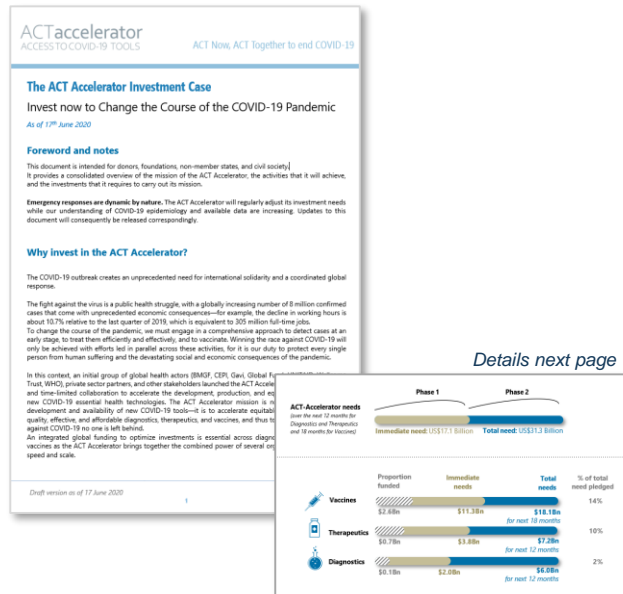 ACTaccelerator
ACCESS TO COVID-19 TOOLS
ACT Now, ACT Together to end COVID-19
The ACT Accelerator Investment Case
Invest now to Change the Course of the COVID-19 Pandemic
As of 17th June 2020
Foreword and notes
This document is intended for donors, foundations, non-member states, and civil society.
It provides a consolidated overview of the mission of the ACT Accelerator, the activities that it will achieve,
and the investments that it requires to carry out its mission.
Emergency responses are dynamic by nature. The ACT Accelerator will regularly adjust its investment needs
while our understanding of COVID-19 epidemiology and available data are increasing. Updates to this
document will consequently be released correspondingly.
Why invest in the ACT Accelerator?
The COVID-19 outbreak creates an unprecedented need for international solidarity and a coordinated global
response.
The fight against the virus is a public health struggle, with a globally increasing number of 8 million confirmed
cases that come with unprecedented economic consequences—for example, the decline in working hours is
about 10.7% relative to the last quarter of 2019, which is equivalent to 305 million full-time jobs.
To change the course of the pandemic, we must engage in a comprehensive approach to detect cases at an
early stage, to treat them efficiently and effectively, and to vaccinate. Winning the race against COVID-19 will
only be achieved with efforts led in parallel across these activities, for it is our duty to protect every single
person from human suffering and the devastating social and economic consequences of the pandemic.
In this context, an initial group of global health actors (BMGF, CEPI, Gavi, Global
Trust, WHO), private sector partners, and other stakeholders launched the ACT
and time-limited collaboration to accelerate the development, production, and
new COVID-19 essential health technologies. The ACT Accelerator mission is
development and availability of new COVID-19 tools—it is to accelerate
quality, effective, and affordable diagnostics, therapeutics, and vaccines, and thus
against COVID-19 no one is left behind.
An integrated global funding to optimize investments is essential across
vaccines as the ACT Accelerator brings together the combined power of several
speed and scale.
Draft version as of 17 June 2020
1
Details next page
Phase 1
Phase 2
ACT-Accelerator needs
(over the next 12 months for
Diagnostics and Therapeutics
and 18 months for Vaccines)
Immediate need: US$17.1 Billion
Total need: US$31.3 Billion
Proportion funded
Immediate needs
Total needs
% of total need pledged
Vaccines
$2.6Bn
$11.3Bn
$18.1Bn
for next 18 months
14%
Therapeutics
$0.7Bn
$3.8Bn
$7.2Bn
for next 12 months
10%
Diagnostics
$0.1Bn
$2.0Bn
$6.0Bn
for next 12 months
2%